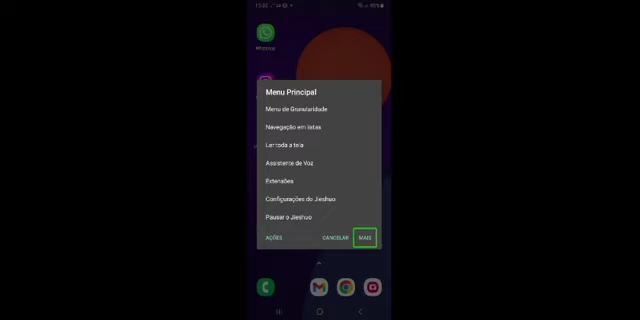 WhatsApp
Menu Principal
Menu de Granularidade
Navegação em listas
Ler toda a tela
Assistente de Voz
Extensões
Configurações do Jieshuo
Pausar o Jieshuo
AÇÕES
CANCELAR
MAIS